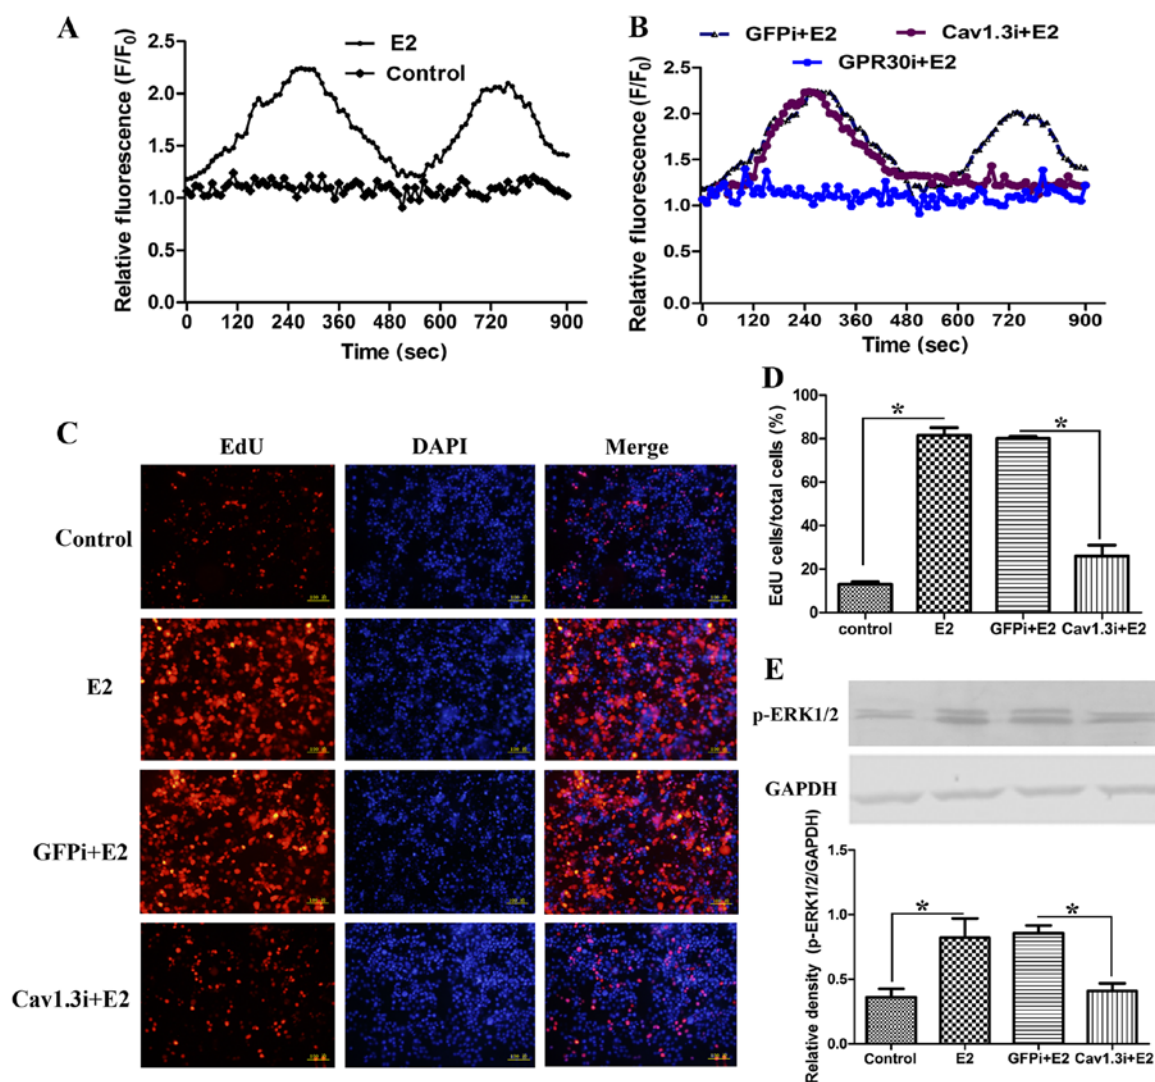 A
E2
Control
Relative fluorescence (F/F0)
2.5
2.0
1.5
1.0
0.5
0.0
0 120 240 360 480 600 720 900
Time (sec)
B
GFPi+E2 Cav1.3i+E2
GPR30i+E2
Relative fluorescence (F/F0)
2.5
2.0
1.5
1.0
0.0
0 120 240 360 480 600 720 900
Time (sec)
C
EdU DAPI Merge
Control
E2
GFPi+E2
Cav1.3i+E2
D
EdU cells/total cells (%)
100
80
60
40
20
0
control E2 GFPi+E2 Cav1.3i+E2
* *
E
p-ERK1/2
GAPDH
Relative density (p-ERK1/2/GAPDH)
1.5
1.0
0.5
0.0
* *
Control E2 GFPi+E2 Cav1.3i+E2